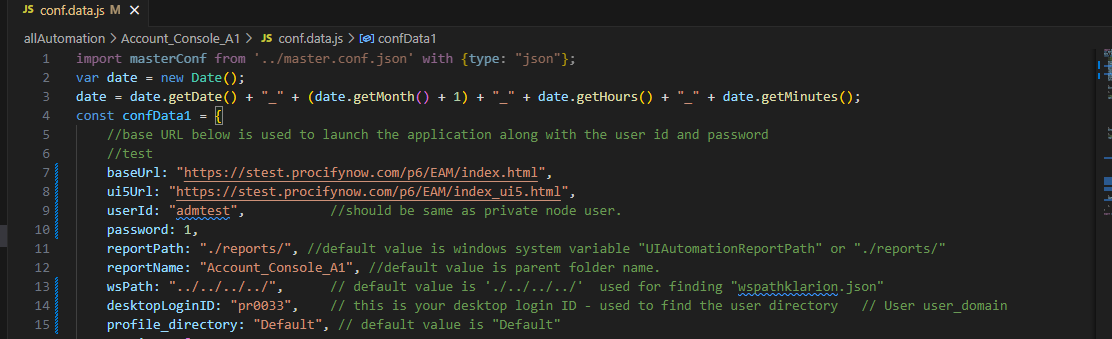 JS conf.data.js M ×
allAutomation > Account_Console_A1 > JS conf.data.js > confData1
1 import masterConf from '../master.conf.json' with {type: "json"};
2 var date = new Date();
3 date = date.getDate() + "_" + (date.getMonth() + 1) + "_" + date.getHours() + "_" + date.getMinutes();
4 const confData1 = {
5 //base URL below is used to launch the application along with the user id and password
6 //test
7 baseUrl: "https://stest.procifynow.com/p6/EAM/index.html",
8 ui5Url: "https://stest.procifynow.com/p6/EAM/index_ui5.html",
9 userId: "admtest", //should be same as private node user.
10 password: 1,
11 reportPath: "./reports/", //default value is windows system variable "UIAutomationReportPath" or "./reports/"
12 reportName: "Account_Console_A1", //default value is parent folder name.
13 wsPath: "../../../../", // default value is './../../../' used for finding "wspathklarion.json"
14 desktopLoginID: "pr0033", // this is your desktop login ID - used to find the user directory // User user_domain
15 profile_directory: "Default", // default value is "Default"